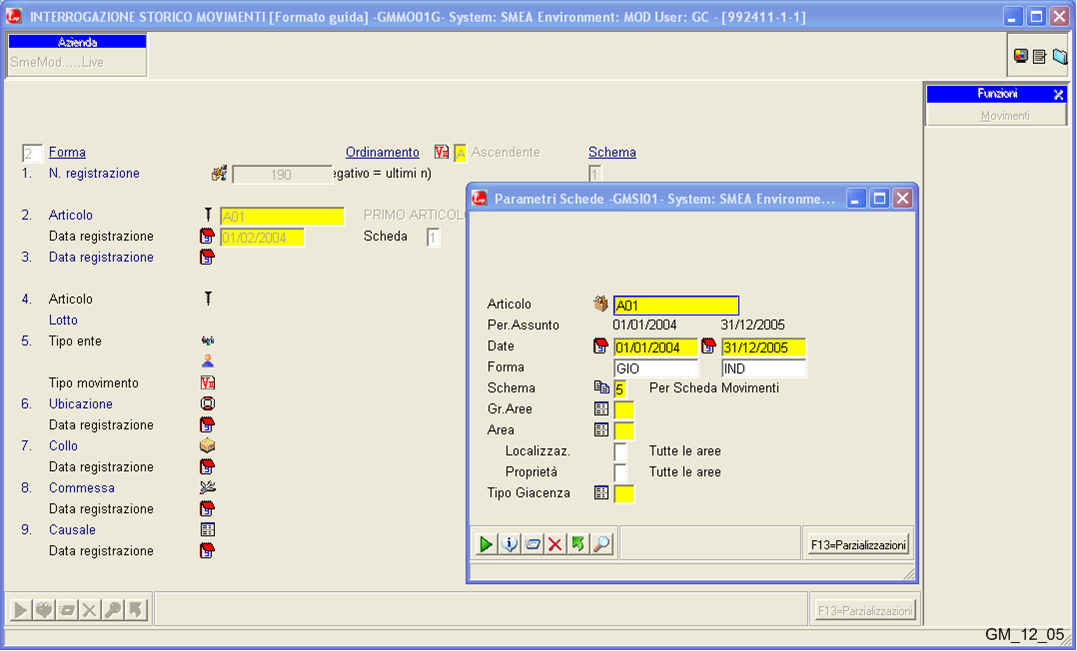 INTERROGAZIONE STORICO MOVIMENTI [Formato guida] -GMMO01G- System: SMEA Environment: MOD User: GC - [992411-1-1]
Azienda
SmeMod.....Live
Funzioni
Movimenti
2 Forma Ordinamento A Ascendente Schema
1. N. registrazione 190 egativo = ultimi n) 1
2. Articolo A01 PRIMO ARTICOLO
Data registrazione 01/02/2004 Scheda 1
3. Data registrazione
4. Articolo
Lotto
5. Tipo ente
Tipo movimento
6. Ubicazione
Data registrazione
7. Collo
Data registrazione
8. Commessa
Data registrazione
9. Causale
Data registrazione
F13=Parzializzazioni
Parametri Schede -GMSI01- System: SMEA Environme...
Articolo A01
Per.Assunto 01/01/2004 31/12/2005
Date 01/01/2004 31/12/2005
Forma GIO IND
Schema 5 Per Scheda Movimenti
Gr.Aree
Area
Localizzaz. Tutte le aree
Proprietà Tutte le aree
Tipo Giacenza
F13=Parzializzazioni
GM_12_05